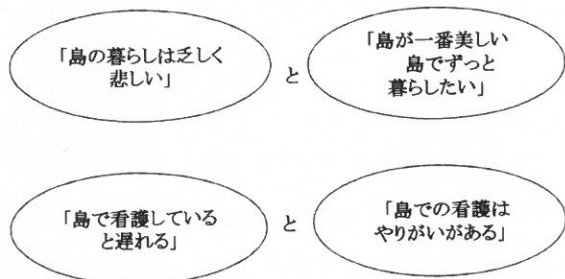 「島の暮らしは乏しく
悲しい」
と
「島が一番美しい
島でずっと
暮らしたい」
「島で看護している
と遅れる」
と
「島での看護は
やりがいがある」